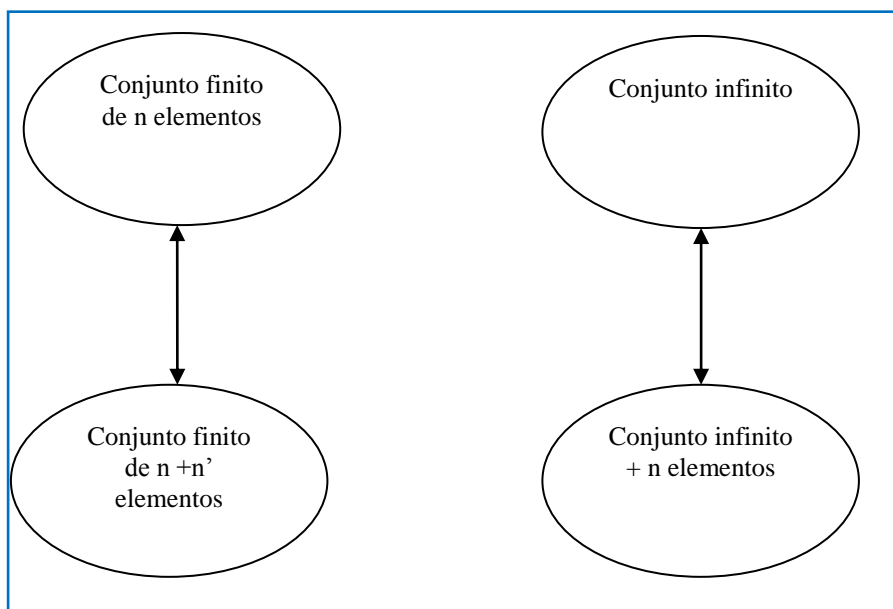 Conjunto finito
de n elementos
Conjunto infinito
Conjunto finito
de n +n’
elementos
Conjunto infinito
+ n elementos